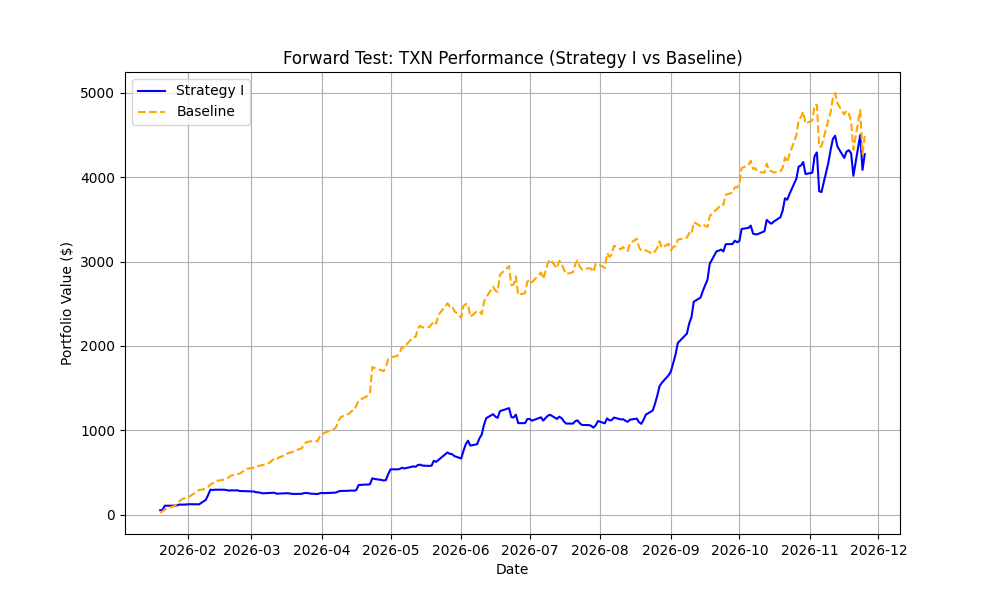 Forward Test: TXN Performance (Strategy I vs Baseline)
Strategy I
Baseline
Portfolio Value ($)
5000
4000
3000
2000
1000
0
2026-02 2026-03 2026-04 2026-05 2026-06 2026-07 2026-08 2026-09 2026-10 2026-11 2026-12
Date